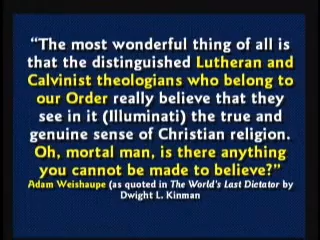 “The most wonderful thing of all is
that the distinguished Lutheran and
Calvinist theologians who belong to
our Order really believe that they
see in it (Illuminati) the true and
genuine sense of Christian religion.
Oh, mortal man, is there anything
you cannot be made to believe?”
Adam Weishaupe (as quoted in The World's Last Dictator by
Dwight L. Kinman